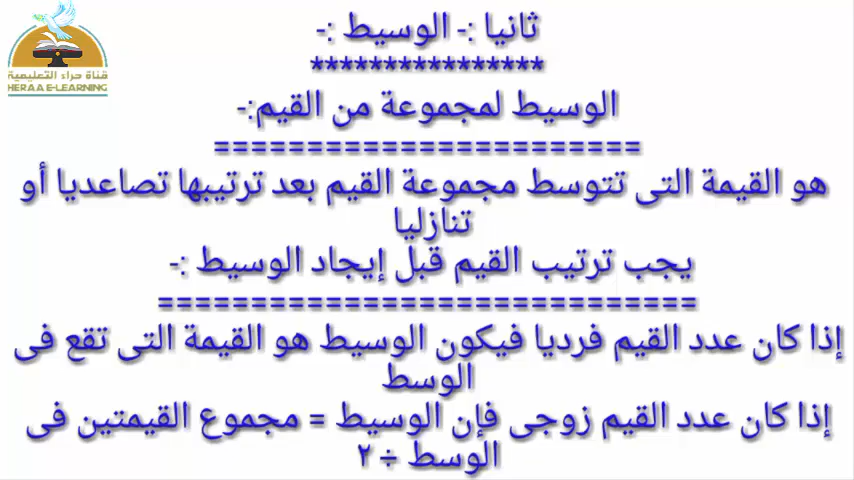 قناة حراء التعليمية
HERAA E-LEARNING
ثانيا :- الوسيط :-
****************
الوسيط لمجموعة من القيم:-
=======================
هو القيمة التى تتوسط مجموعة القيم بعد ترتيبها تصاعديا أو
تنازليا
يجب ترتيب القيم قبل إيجاد الوسيط :-
=============================
إذا كان عدد القيم فرديا فيكون الوسيط هو القيمة التى تقع فى
الوسط
إذا كان عدد القيم زوجى فإن الوسيط = مجموع القيمتين فى
الوسط ÷ ٢